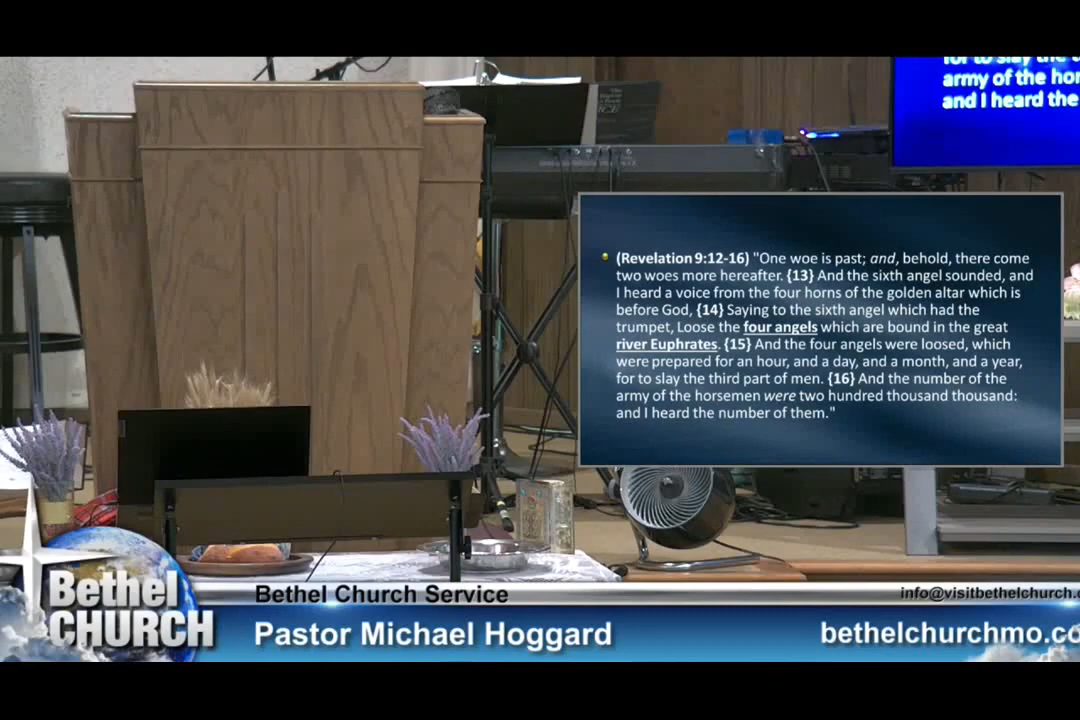 for to slay the
army of the hor
and I heard the
(Revelation 9:12-16) "One woe is past; and, behold, there come
two woes more hereafter. {13} And the sixth angel sounded, and
I heard a voice from the four horns of the golden altar which is
before God, {14} Saying to the sixth angel which had the
trumpet, Loose the four angels which are bound in the great
river Euphrates. {15} And the four angels were loosed, which
were prepared for an hour, and a day, and a month, and a year,
for to slay the third part of men. {16} And the number of the
army of the horsemen were two hundred thousand thousand:
and I heard the number of them."
Bethel
CHURCH
Bethel Church Service
info@visitbethelchurch.
Pastor Michael Hoggard
bethelchurchmo.co